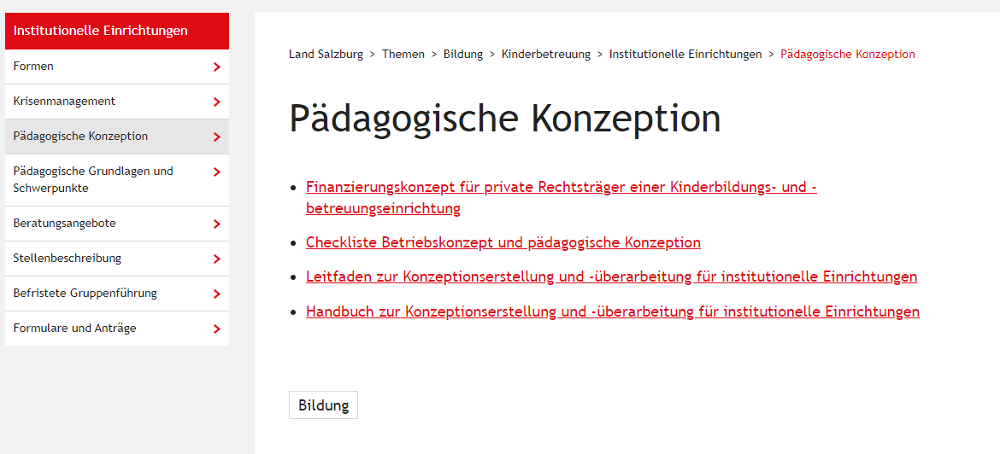 Institutionelle Einrichtungen
Formen
Krisenmanagement
Pädagogische Konzeption
Pädagogische Grundlagen und
Schwerpunkte
Beratungsangebote
Stellenbeschreibung
Befristete Gruppenführung
Formulare und Anträge
Land Salzburg > Themen > Bildung > Kinderbetreuung > Institutionelle Einrichtungen > Pädagogische Konzeption
Pädagogische Konzeption
• Finanzierungskonzept für private Rechtsträger einer Kinderbildungs- und -
betreuungseinrichtung
• Checkliste Betriebskonzept und pädagogische Konzeption
• Leitfaden zur Konzeptionserstellung und -überarbeitung für institutionelle Einrichtungen
• Handbuch zur Konzeptionserstellung und -überarbeitung für institutionelle Einrichtungen
Bildung